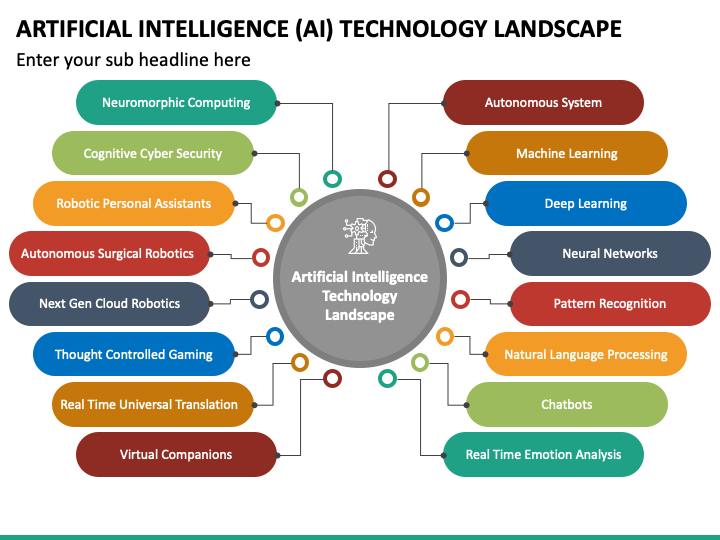 ARTIFICIAL INTELLIGENCE (AI) TECHNOLOGY LANDSCAPE
Enter your sub headline here
Neuromorphic Computing
Cognitive Cyber Security
Robotic Personal Assistants
Autonomous Surgical Robotics
Next Gen Cloud Robotics
Thought Controlled Gaming
Real Time Universal Translation
Virtual Companions
Artificial Intelligence
Technology
Landscape
Autonomous System
Machine Learning
Deep Learning
Neural Networks
Pattern Recognition
Natural Language Processing
Chatbots
Real Time Emotion Analysis